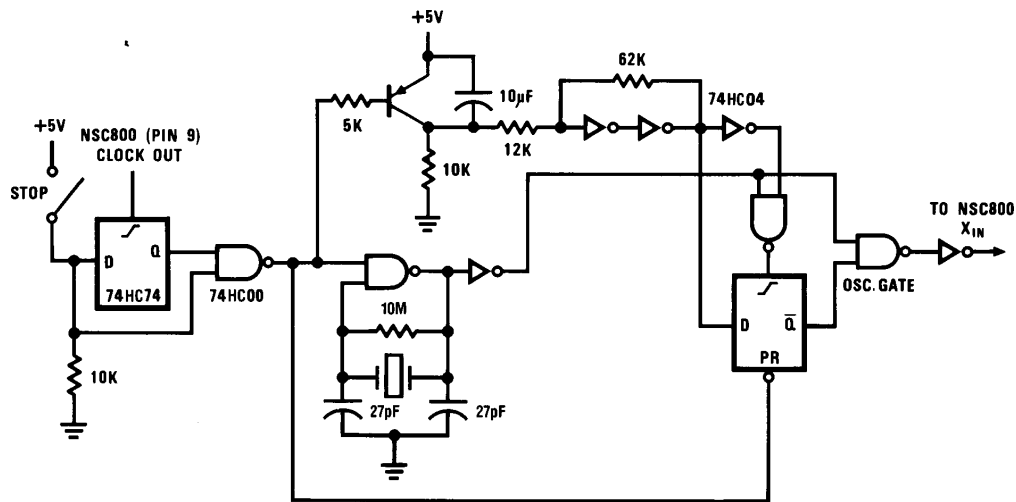 +5V
62K
10µF
74HC04
5K
12K
+5V
NSC800 (PIN 9)
CLOCK OUT
10K
STOP
TO NSC800
XIN
D
Q
74HC74
74HC00
OSC. GATE
10M
D
Q̅
PR
10K
27pF
27pF